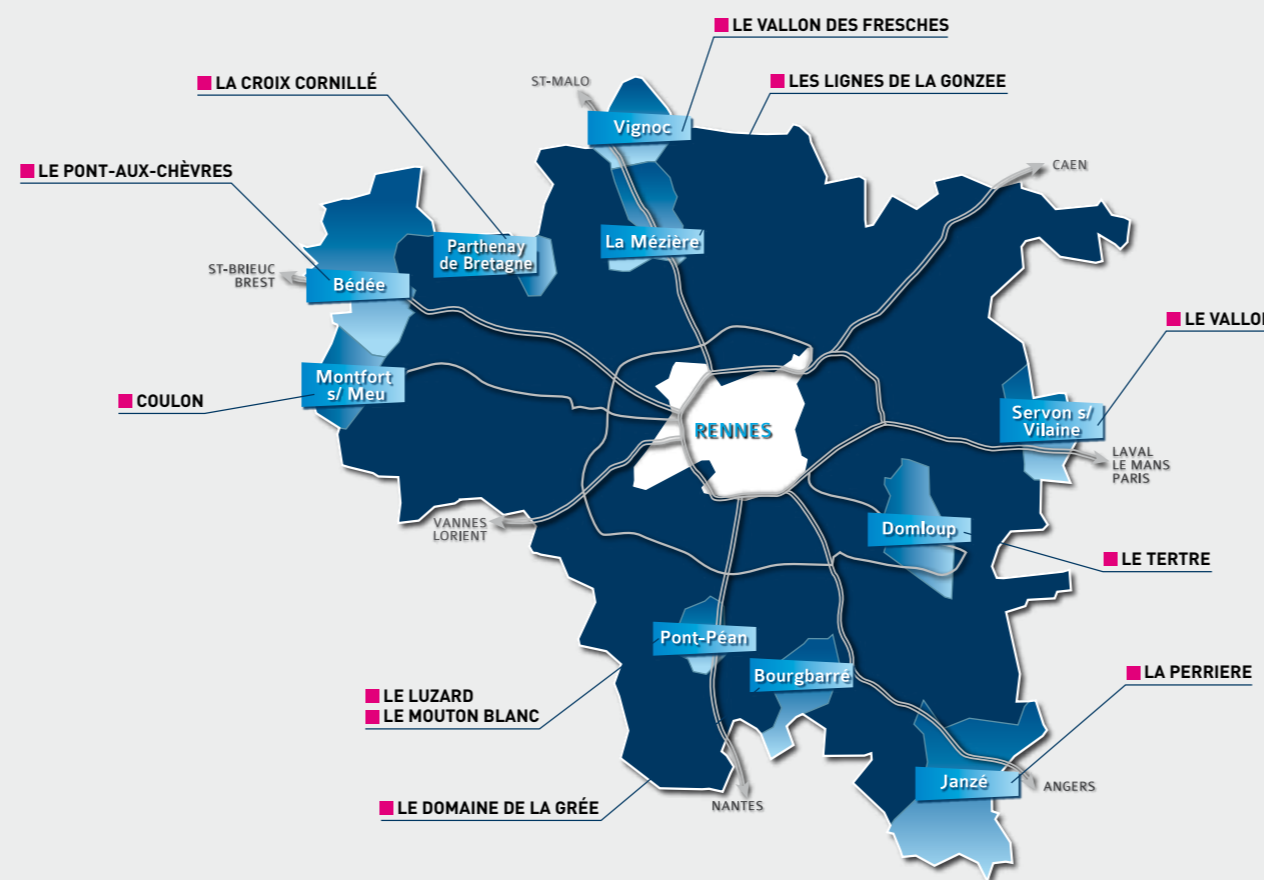 LE VALLON DES FRESCHES
LA CROIX CORNILLÉ
ST-MALO
LES LIGNES DE LA GONZEE
Vignoc
LE PONT-AUX-CHÈVRES
CAEN
Parthenay
de Bretagne
La Mézière
ST-BRIEUC
BREST
Bédée
LE VALLON
Montfort
s/ Meu
COULON
Servon s/
Vilaine
RENNES
LAVAL
LE MANS
PARIS
VANNES
LORIENT
Domloup
LE TERTRE
Pont-Péan
Bourgbarré
LA PERRIERE
LE LUZARD
LE MOUTON BLANC
Janzé
ANGERS
LE DOMAINE DE LA GRÉE
NANTES